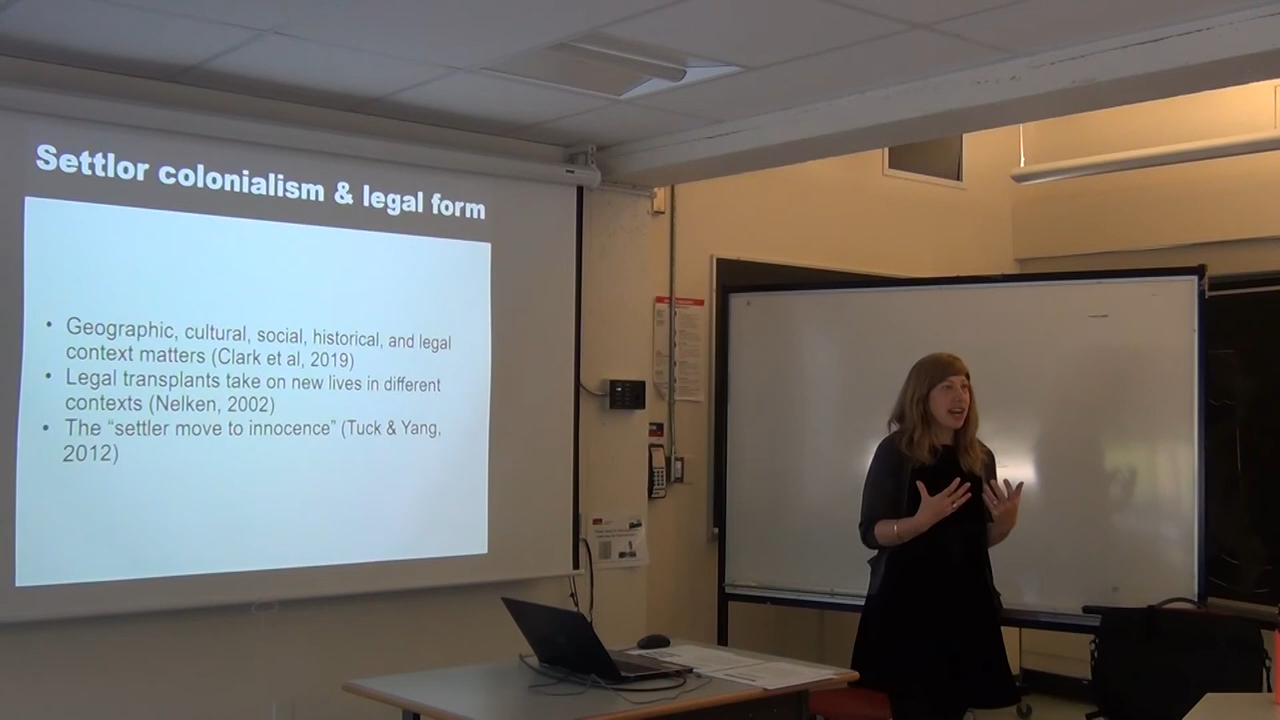 Settlor colonialism & legal form
• Geographic, cultural, social, historical, and legal
context matters (Clark et al, 2019)
• Legal transplants take on new lives in different
contexts (Nelken, 2002)
• The “settler move to innocence” (Tuck & Yang,
2012)